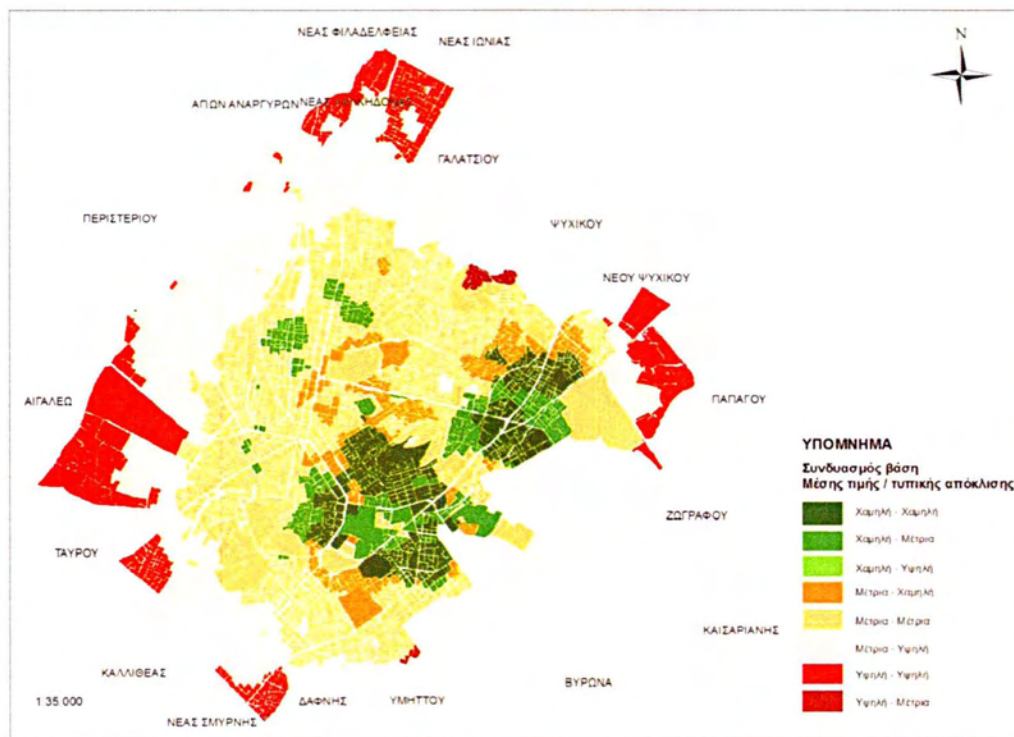 ΝΕΑΣ ΦΙΛΑΔΕΛΦΕΙΑΣ
ΝΕΑΣ ΙΩΝΙΑΣ
N
ΑΓΙΩΝ ΑΝΑΡΓΥΡΩΝ
ΝΕΑΣ
ΓΑΛΑΤΣΙΟΥ
ΠΕΡΙΣΤΕΡΙΟΥ
ΨΥΧΙΚΟΥ
ΝΕΟΥ ΨΥΧΙΚΟΥ
ΑΙΓΑΛΕΩ
ΠΑΠΑΓΟΥ
ΥΠΟΜΝΗΜΑ
Συνδυασμός βάση
Μέσης τιμής / τυπικής απόκλισης
Χαμηλή - Χαμηλή
Χαμηλή - Μέτρια
Χαμηλή - Υψηλή
Μέτρια - Χαμηλή
Μέτρια - Μέτρια
Μέτρια - Υψηλή
Υψηλή - Υψηλή
Υψηλή - Μέτρια
ΖΩΓΡΑΦΟΥ
ΤΑΥΡΟΥ
ΚΑΙΣΑΡΙΑΝΗΣ
ΚΑΛΛΙΘΕΑΣ
ΒΥΡΩΝΑ
1:35 000
ΔΑΦΝΗΣ
ΥΜΗΤΤΟΥ
ΝΕΑΣ ΣΜΥΡΝΗΣ